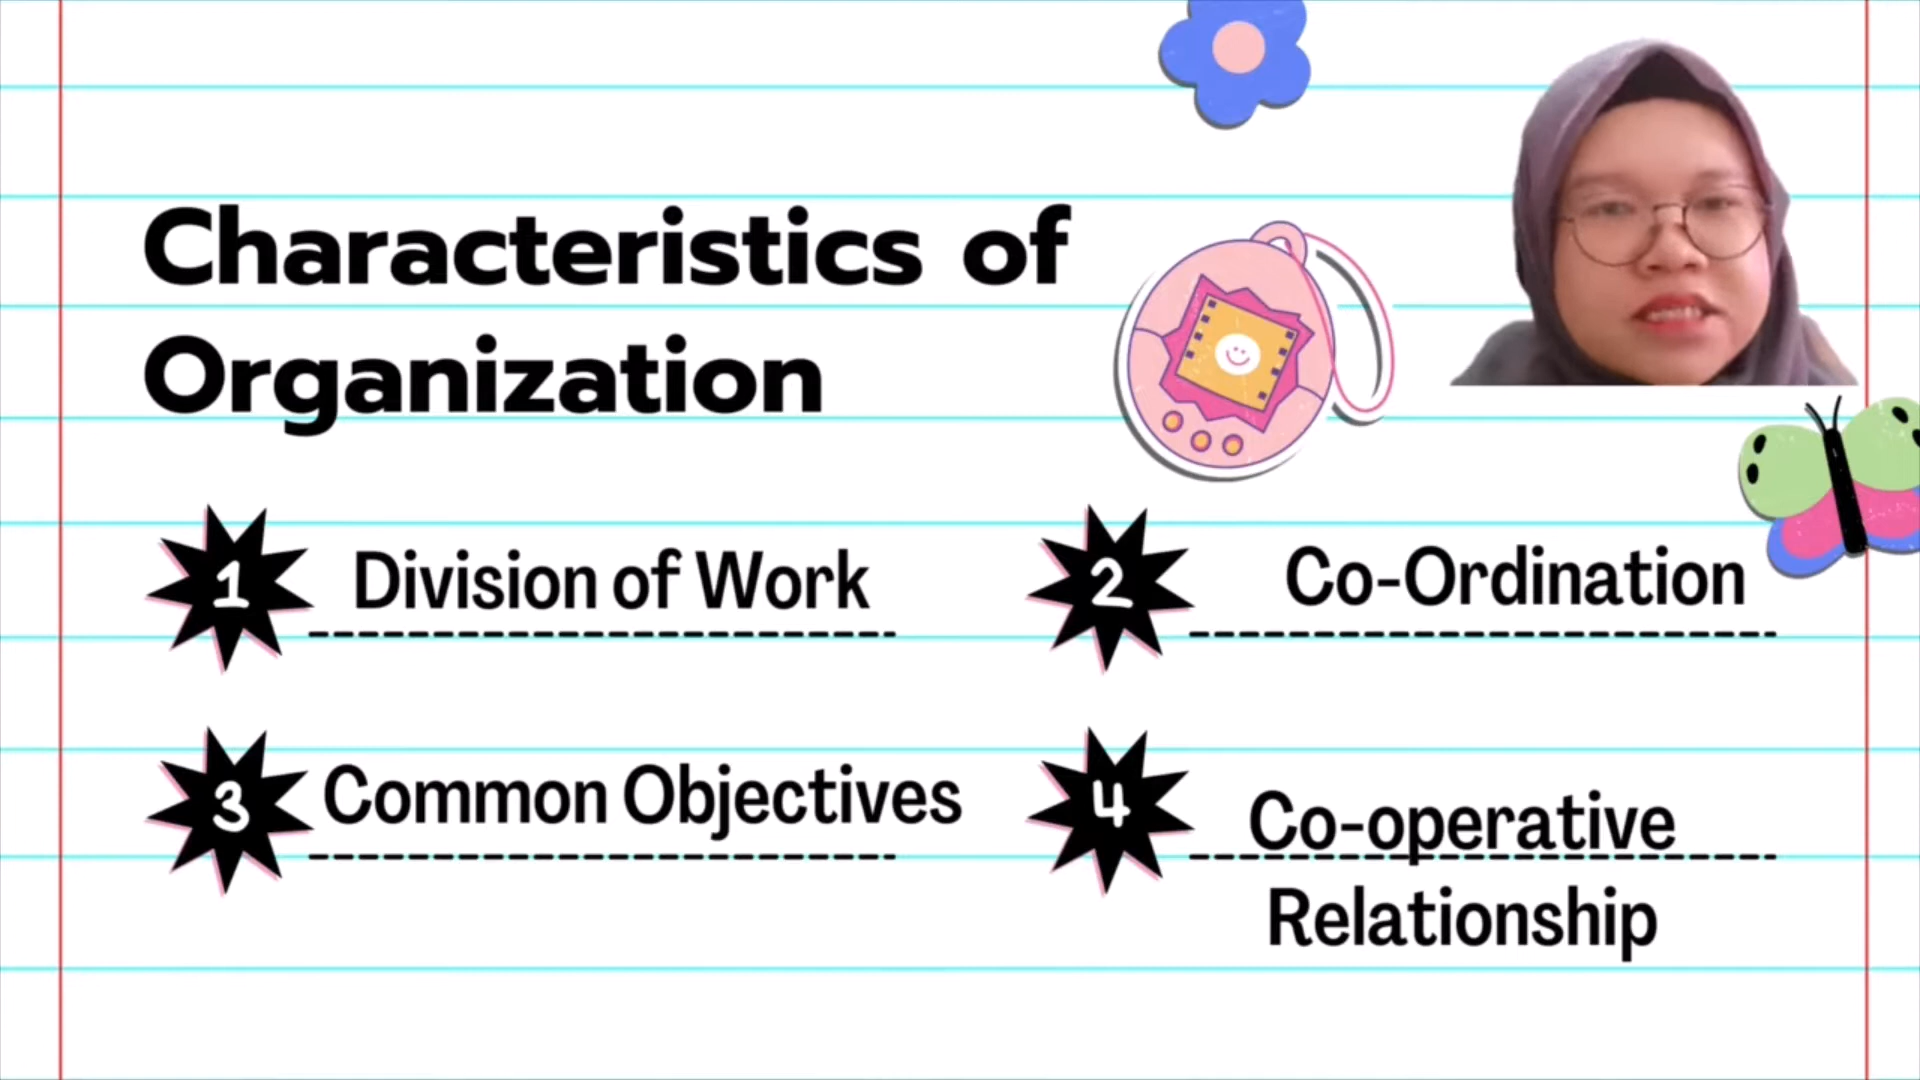 Characteristics of
Organization
1 Division of Work
2 Co-Ordination
3 Common Objectives
4 Co-operative
Relationship